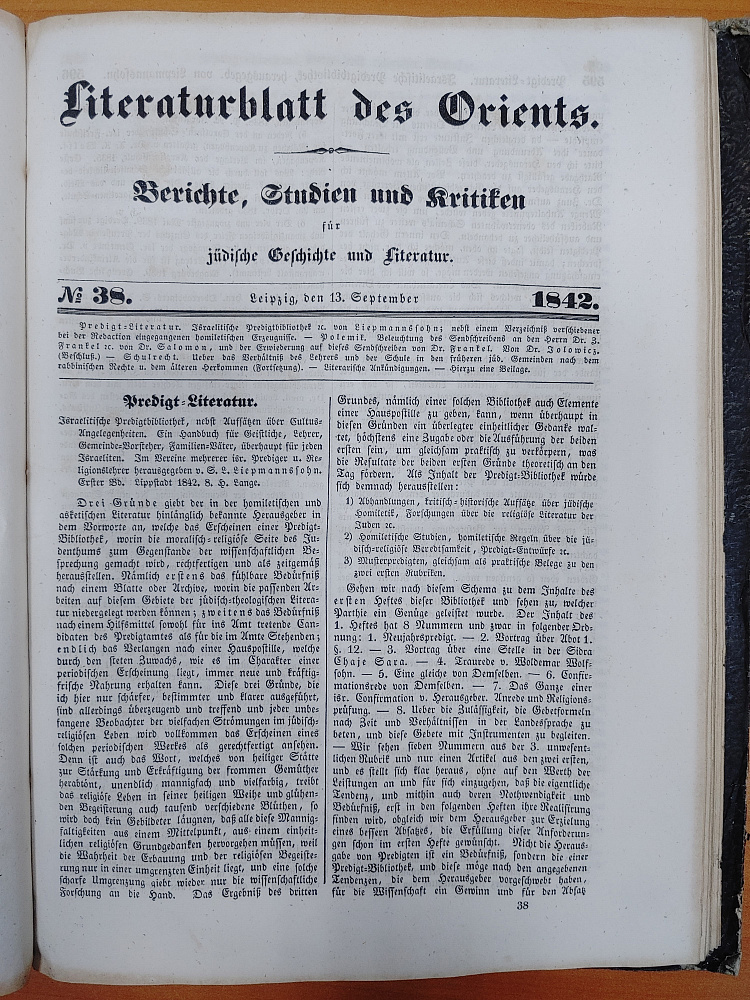 Literaturblatt des Orients.
Berichte, Studien und Kritiken
für
jüdische Geschichte und Literatur.
№ 38.
Leipzig, den 13. September
1842.
Predigt-Literatur. Israelitische Predigtbibliothek ꝛc. von Liepmannssohn; nebst einem Verzeichniß verschiedener
bei der Redaction eingegangenen homiletischen Erzeugnisse. — Polemik. Beleuchtung des Sendschreibens an den Herrn Dr. Z.
Frankel ꝛc. von Dr. Salomon, und der Erwiederung auf dieses Sendschreiben von Dr. Frankel. Von Dr. Jolowicz.
(Beschluß.) — Schulrecht. Ueber das Verhältniß des Lehrers und der Schule in den früheren jüd. Gemeinden nach dem
rabbinischen Rechte u. dem älteren Herkommen (Fortsetzung). — Literarische Ankündigungen. — Hierzu eine Beilage.
Predigt-Literatur.
Israelitische Predigtbibliothek, nebst Aufsätzen über Cultus-
Angelegenheiten. Ein Handbuch für Geistliche, Lehrer,
Gemeinde-Vorsteher, Familien-Väter, überhaupt für jeden
Israeliten. Im Vereine mehrerer isr. Prediger u. Re-
ligionslehrer herausgegeben v. S. L. Liepmannssohn.
Erster Bd. Lippstadt 1842. 8. H. Lange.
Drei Gründe giebt der in der homiletischen und
asketischen Literatur hinlänglich bekannte Herausgeber in
dem Vorworte an, welche das Erscheinen einer Predigt-
Bibliothek, worin die moralisch-religiöse Seite des Ju-
denthums zum Gegenstande der wissenschaftlichen Be-
sprechung gemacht wird, rechtfertigen und als zeitgemäß
herausstellen. Nämlich erstens das fühlbare Bedürfniß
nach einem Blatte oder Archive, worin die passenden Ar-
beiten auf diesem Gebiete der jüdisch-theologischen Litera-
tur niedergelegt werden können; zweitens das Bedürfniß
nach einem Hilfsmittel sowohl für ins Amt tretende Can-
didaten des Predigtamtes als für die im Amte Stehenden;
endlich das Verlangen nach einer Hauspostille, welche
durch den steten Zuwachs, wie es im Charakter einer
periodischen Erscheinung liegt, immer neue und kräftig-
frische Nahrung erhalten kann. Diese drei Gründe, die
ich hier nur schärfer, bestimmter und klarer ausgeführt,
sind allerdings überzeugend und treffend und jeder unbe-
fangene Beobachter der vielfachen Strömungen im jüdisch-
religiösen Leben wird vollkommen das Erscheinen eines
solchen periodischen Werkes als gerechtfertigt ansehen.
Denn ist auch das Wort, welches von heiliger Stätte
zur Stärkung und Erkräftigung der frommen Gemüther
herabtönt, unendlich mannigfach und vielfarbig, treibt
das religiöse Leben in seiner heiligen Weihe und glühen-
den Begeisterung auch tausend verschiedene Blüthen, so
wird doch kein Gebildeter läugnen, daß alle diese Mannig-
faltigkeiten aus einem Mittelpunkt, aus einem einheit-
lichen religiösen Grundgedanken hervorgehen müssen, weil
die Wahrheit der Erbauung und der religiösen Begeiste-
rung nur in einer umgrenzten Einheit liegt, und eine solche
scharfe Umgrenzung giebt wieder nur die wissenschaftliche
Forschung an die Hand. Das Ergebniß des dritten
Grundes, nämlich einer solchen Bibliothek auch Elemente
einer Hauspostille zu geben, kann, wenn überhaupt in
diesen Gründen ein überlegter einheitlicher Gedanke wal-
tet, höchstens eine Zugabe oder die Ausführung der beiden
ersten sein, um gleichsam praktisch zu verkörpern, was
die Resultate der beiden ersten Gründe theoretisch an den
Tag fördern. Als Inhalt der Predigt-Bibliothek würde
sich demnach herausstellen:
1) Abhandlungen, kritisch-historische Aufsätze über jüdische
Homiletik, Forschungen über die religiöse Literatur der
Juden ꝛc.
2) Homiletische Studien, homiletische Regeln über die jü-
disch-religiöse Beredtsamkeit, Predigt-Entwürfe ꝛc.
3) Musterpredigten, gleichsam als praktische Belege zu den
zwei ersten Rubriken.
Gehen wir nach diesem Schema zu dem Inhalte des
ersten Heftes dieser Bibliothek und sehen zu, welcher
Parthie ein Genüge geleistet wurde. Der Inhalt des
1. Heftes hat 8 Nummern und zwar in folgender Ord-
nung: 1. Neujahrspredigt. — 2. Vortrag über Abot 1.
§. 12. — 3. Vortrag über eine Stelle in der Sidra
Chaje Sara. — 4. Traurede v. Woldemar Wolf-
sohn. — 5. Eine gleiche von Demselben. — 6. Confir-
mationsrede von Demselben. — 7. Das Ganze einer
isr. Confirmation v. Herausgeber. Anrede und Religions-
prüfung. — 8. Ueber die Zulässigkeit, die Gebetformeln
nach Zeit und Verhältnissen in der Landessprache zu
beten, und diese Gebete mit Instrumenten zu begleiten.
— Wir sehen sieben Nummern aus der 3. unwesent-
lichen Rubrik und nur einen Artikel aus den zwei ersten,
und es stellt sich klar heraus, ohne auf den Werth der
Leistungen an und für sich einzugehen, daß die eigentliche
Tendenz, und mithin auch deren Nothwendigkeit und
Bedürfniß, erst in den folgenden Heften ihre Realisirung
finden wird, obgleich wir dem Herausgeber zur Erzielung
eines bessern Absatzes, die Erfüllung dieser Anforderun-
gen schon im ersten Hefte gewünscht. Nicht die Heraus-
gabe von Predigten ist ein Bedürfniß, sondern die einer
Predigt-Bibliothek, und diese möge nach den angegebenen
Tendenzen, die dem Herausgeber vorgeschwebt haben,
für die Wissenschaft ein Gewinn und für den Absatz
38